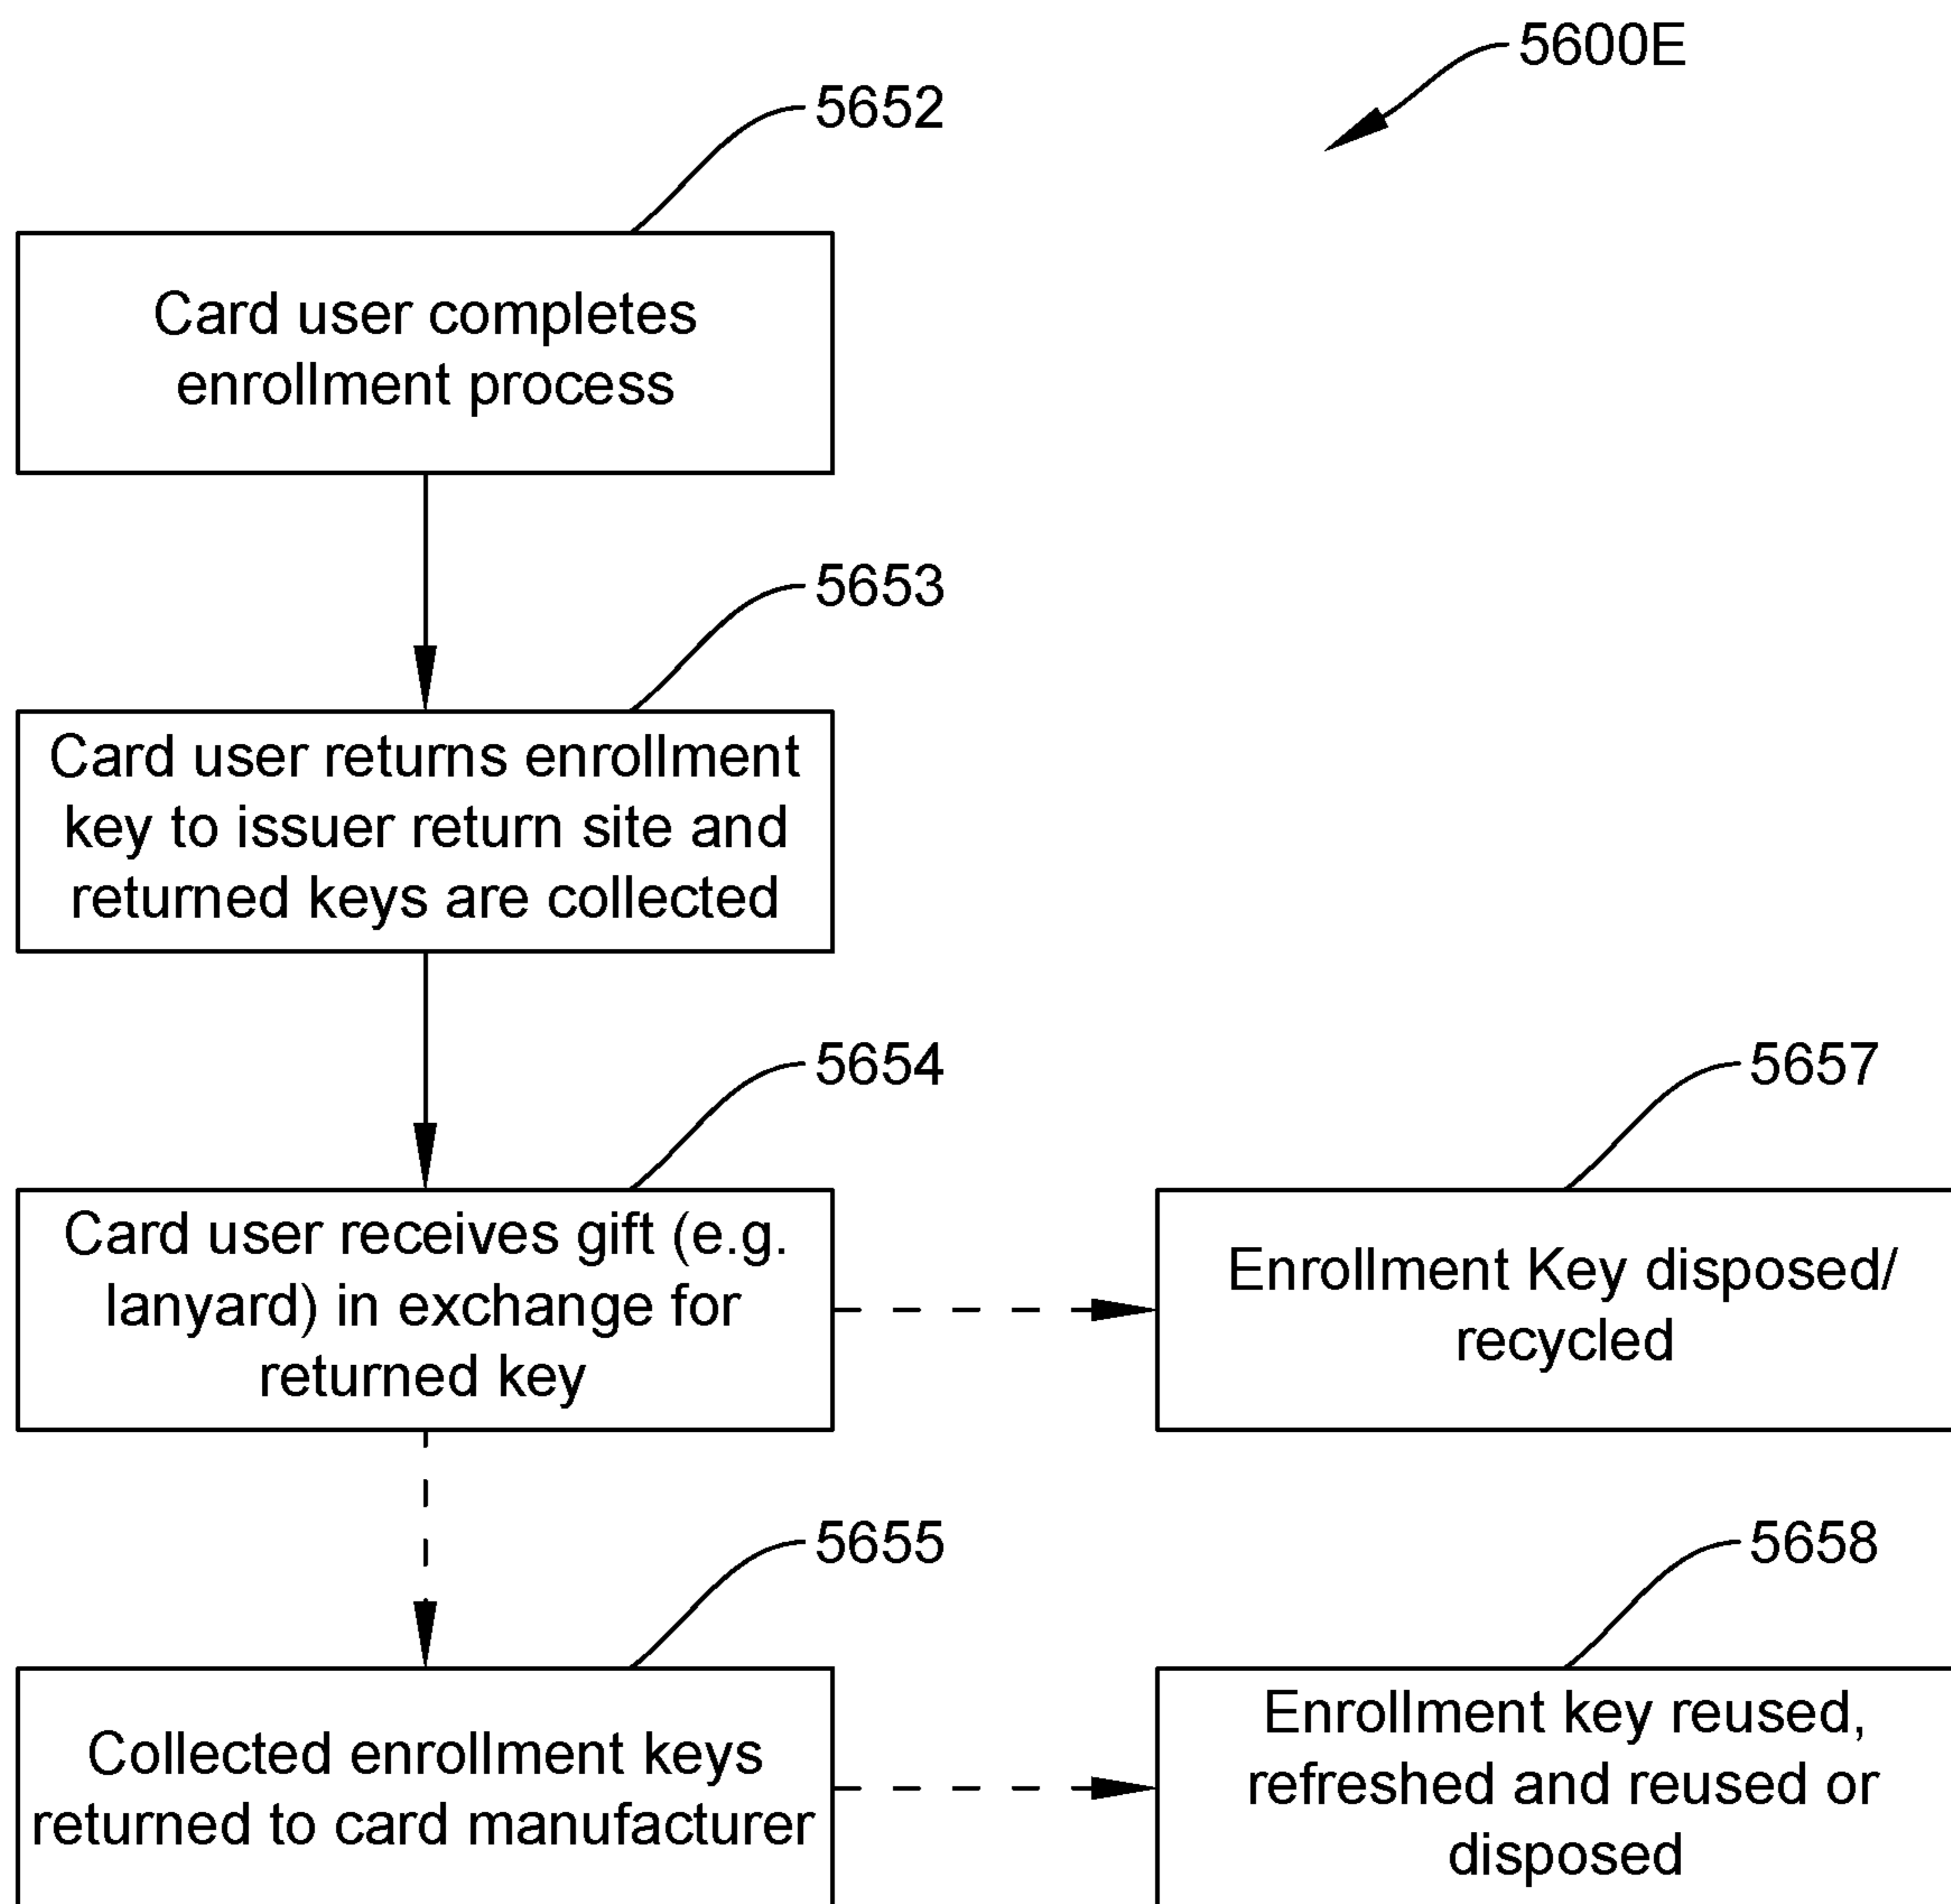 5600E
5652
Card user completes
enrollment process
5653
Card user returns enrollment
key to issuer return site and
returned keys are collected
5654
Card user receives gift (e.g.
lanyard) in exchange for
returned key
5657
Enrollment Key disposed/
recycled
5655
Collected enrollment keys
returned to card manufacturer
5658
Enrollment key reused,
refreshed and reused or
disposed